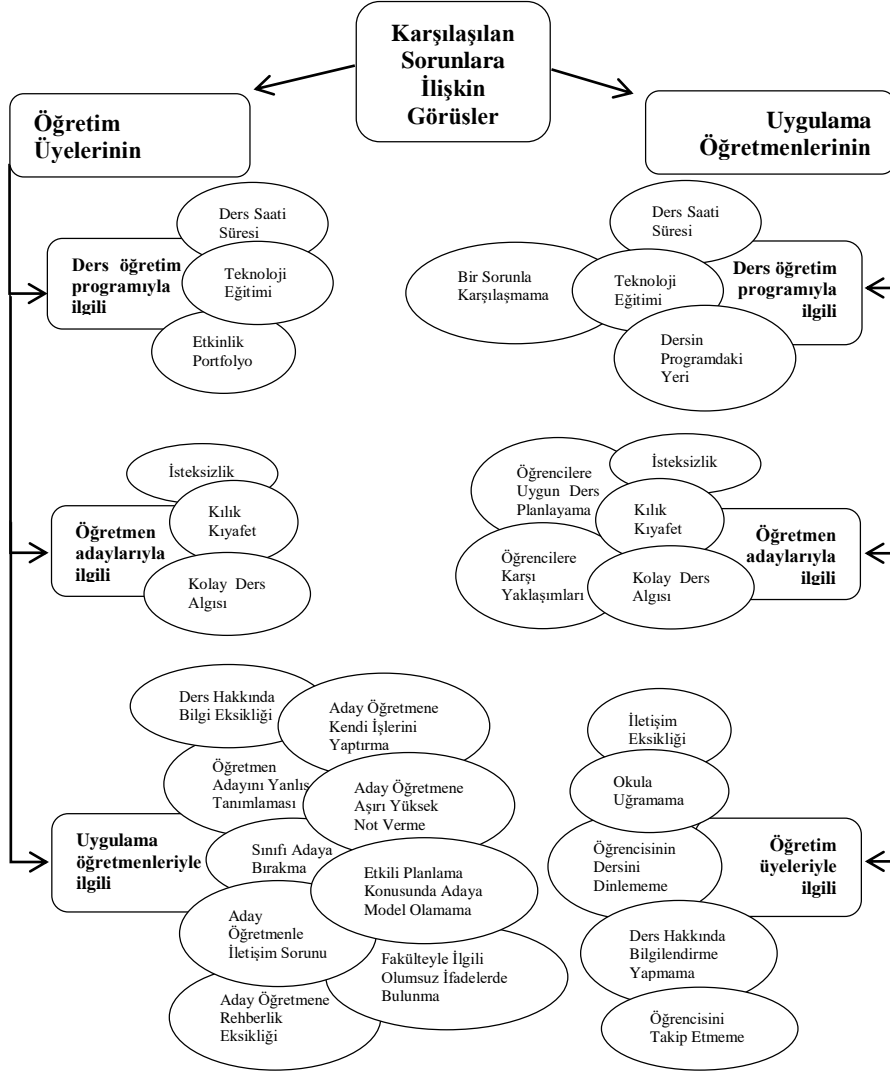 Karşılaşılan
Sorunlara
İlişkin
Görüsler
Öğretim
Üyelerinin
Uygulama
Öğretmenlerinin
Ders Saati
Süresi
Ders öğretim
programıyla
ilgili
Teknoloji
Eğitimi
Etkinlik
Portfolyo
Ders Saati
Süresi
Bir Sorunla
Karşılaşmama
Teknoloji
Eğitimi
Ders öğretim
programıyla
ilgili
Dersin
Programdaki
Yeri
İsteksizlik
Kılık
Kıyafet
Öğretmen
adaylarıyla
ilgili
Kolay Ders
Algısı
Öğrencilere
Uygun Ders
Planlayama
İsteksizlik
Kılık
Kıyafet
Öğretmen
adaylarıyla
ilgili
Öğrencilere
Karşı
Yaklaşımları
Kolay Ders
Algısı
Ders Hakkında
Bilgi Eksikliği
Aday Öğretmene
Kendi İşlerini
Yaptırma
Öğretmen
Adayını Yanlış
Tanımlaması
Aday Öğretmene
Aşırı Yüksek
Not Verme
Uygulama
öğretmenleriyle
ilgili
Sınıfı Adaya
Bırakma
Etkili Planlama
Konusunda Adaya
Model Olamama
Aday
Öğretmenle
İletişim Sorunu
Fakülteyle İlgili
Olumsuz İfadelerde
Bulunma
Aday Öğretmene
Rehberlik
Eksikliği
İletişim
Eksikliği
Okula
Uğramama
Öğrencisinin
Dersini
Dinlememe
Öğretim
üyeleriyle
ilgili
Ders Hakkında
Bilgilendirme
Yapmama
Öğrencisini
Takip Etmeme